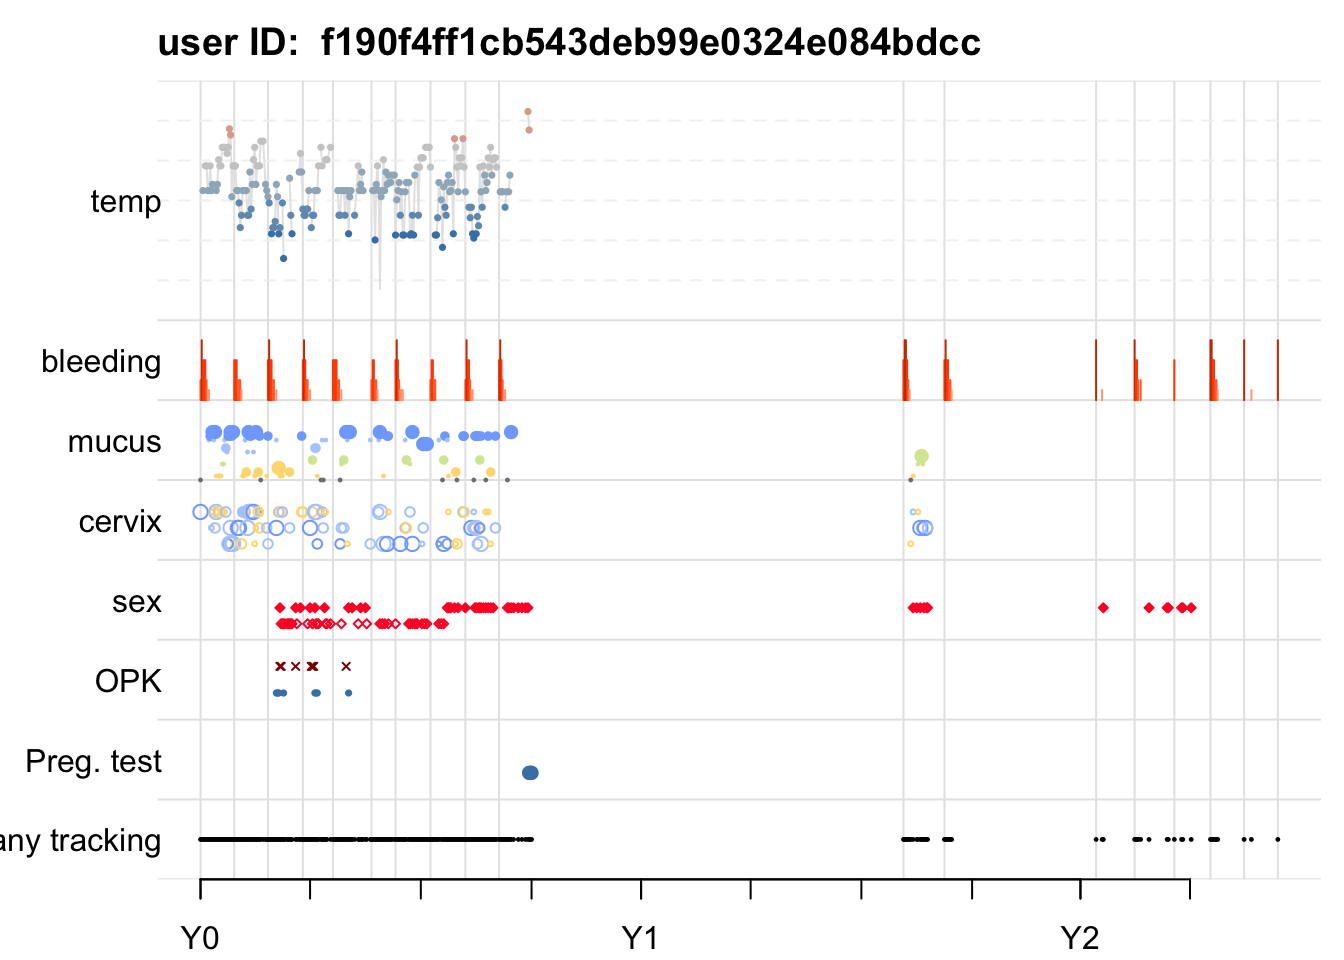 user ID:  f190f4ff1cb543deb99e0324e084bdcc
temp
bleeding
mucus
cervix
sex
OPK
Preg. test
any tracking
Y0 Y1 Y2